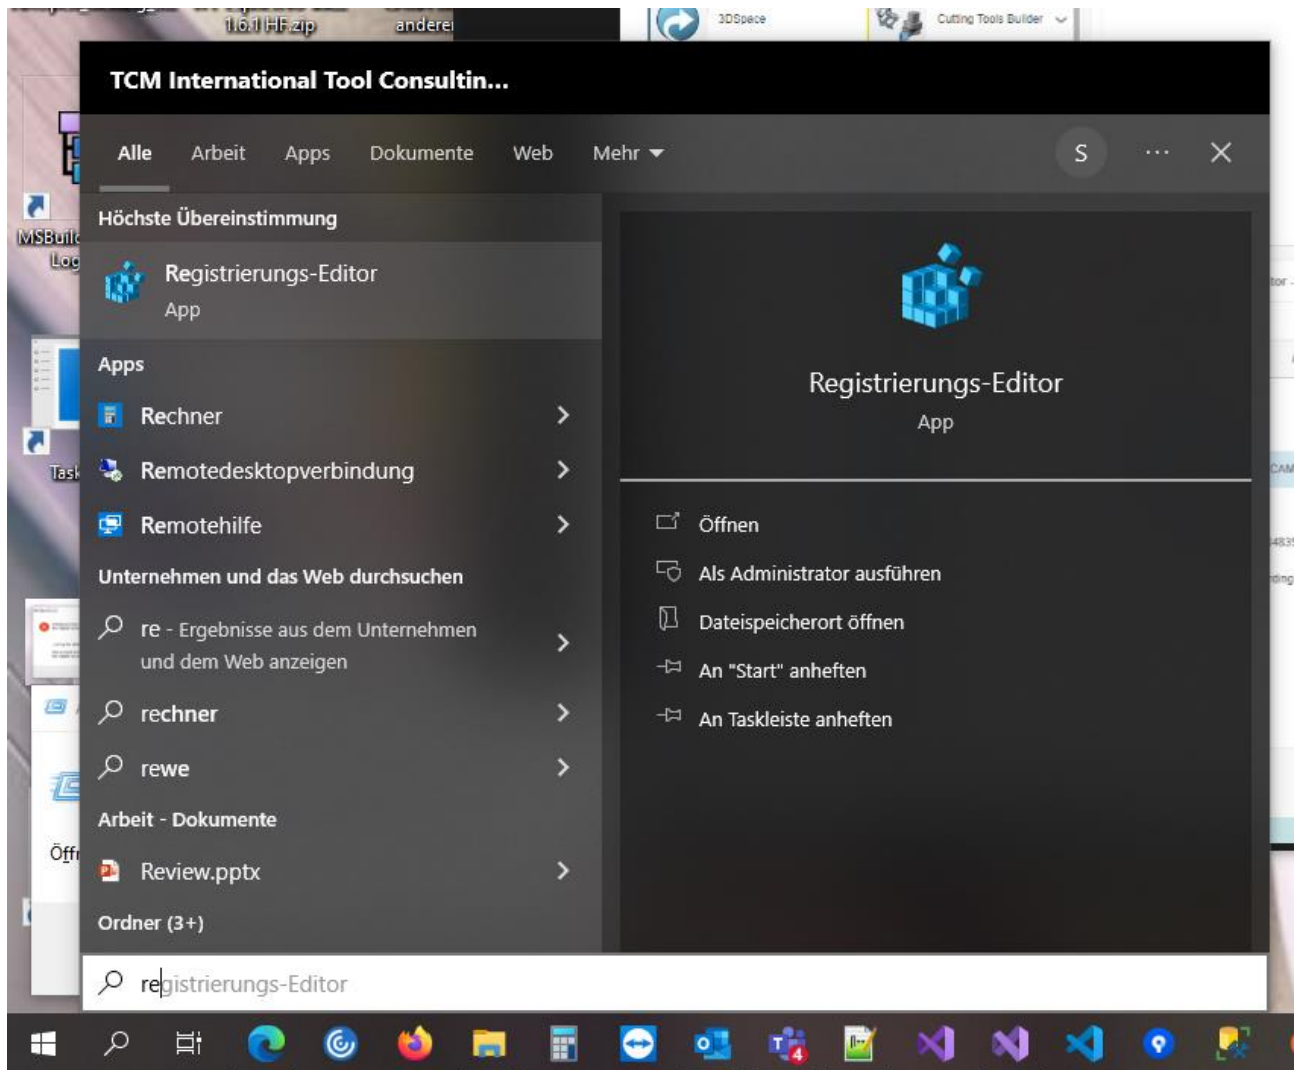 1.6.1 HF.zip
andere
3DSpace
Cutting Tools Builder
TCM International Tool Consultin...
Alle Arbeit Apps Dokumente Web Mehr
S
Höchste Übereinstimmung
MSBuild
Log
Registrierungs-Editor
App
Registrierungs-Editor
App
Apps
Rechner
Remotedesktopverbindung
Task
Remotehilfe
Öffnen
Als Administrator ausführen
Dateispeicherort öffnen
An "Start" anheften
An Taskleiste anheften
Unternehmen und das Web durchsuchen
re - Ergebnisse aus dem Unternehmen
und dem Web anzeigen
rechner
rewe
Arbeit - Dokumente
Öff
Review.pptx
Ordner (3+)
registrierungs-Editor
4